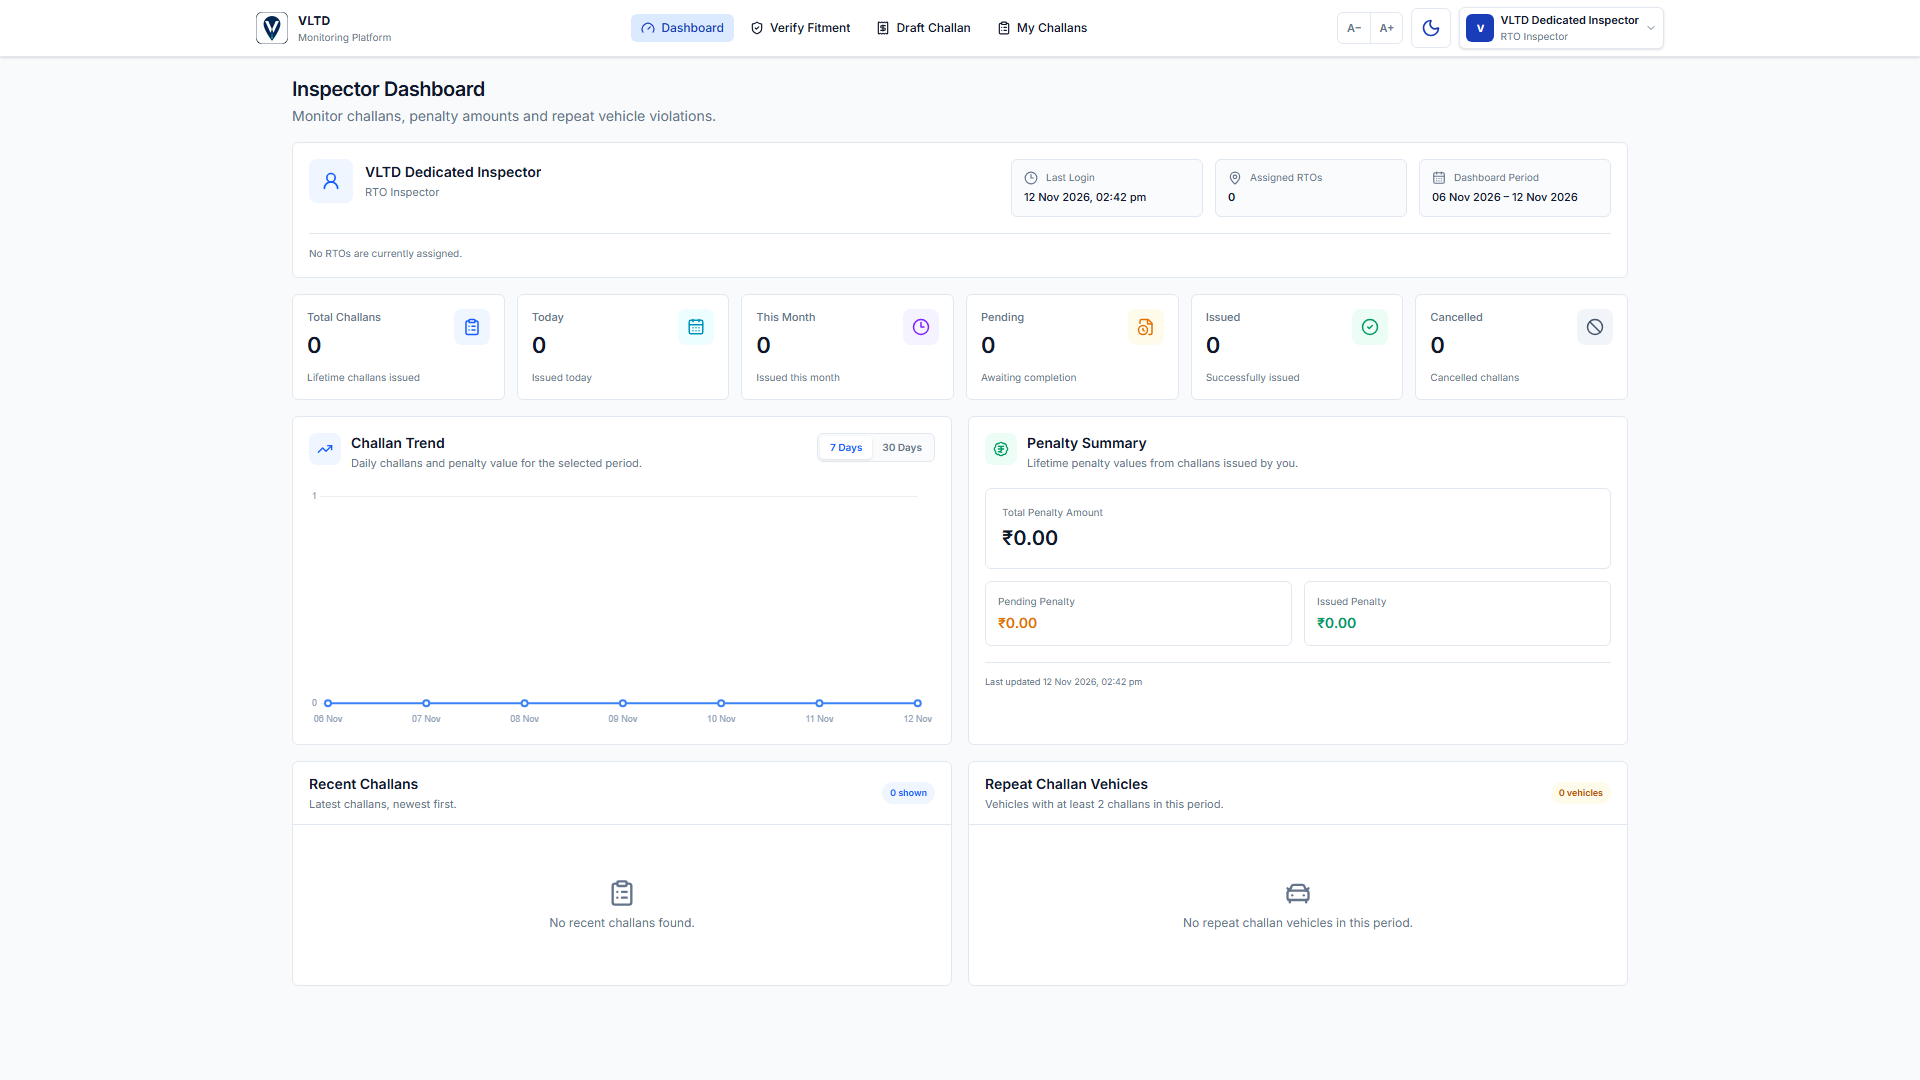 VLTD
Monitoring Platform
Dashboard
Verify Fitment
Draft Challan
My Challans
A−
A+
V
VLTD Dedicated Inspector
RTO Inspector
Inspector Dashboard
Monitor challans, penalty amounts and repeat vehicle violations.
VLTD Dedicated Inspector
RTO Inspector
Last Login
12 Nov 2026, 02:42 pm
Assigned RTOs
0
Dashboard Period
06 Nov 2026 – 12 Nov 2026
No RTOs are currently assigned.
Total Challans
0
Lifetime challans issued
Today
0
Issued today
This Month
0
Issued this month
Pending
0
Awaiting completion
Issued
0
Successfully issued
Cancelled
0
Cancelled challans
Challan Trend
Daily challans and penalty value for the selected period.
7 Days
30 Days
1
0
06 Nov
07 Nov
08 Nov
09 Nov
10 Nov
11 Nov
12 Nov
Penalty Summary
Lifetime penalty values from challans issued by you.
Total Penalty Amount
₹0.00
Pending Penalty
₹0.00
Issued Penalty
₹0.00
Last updated 12 Nov 2026, 02:42 pm
Recent Challans
Latest challans, newest first.
0 shown
No recent challans found.
Repeat Challan Vehicles
Vehicles with at least 2 challans in this period.
0 vehicles
No repeat challan vehicles in this period.